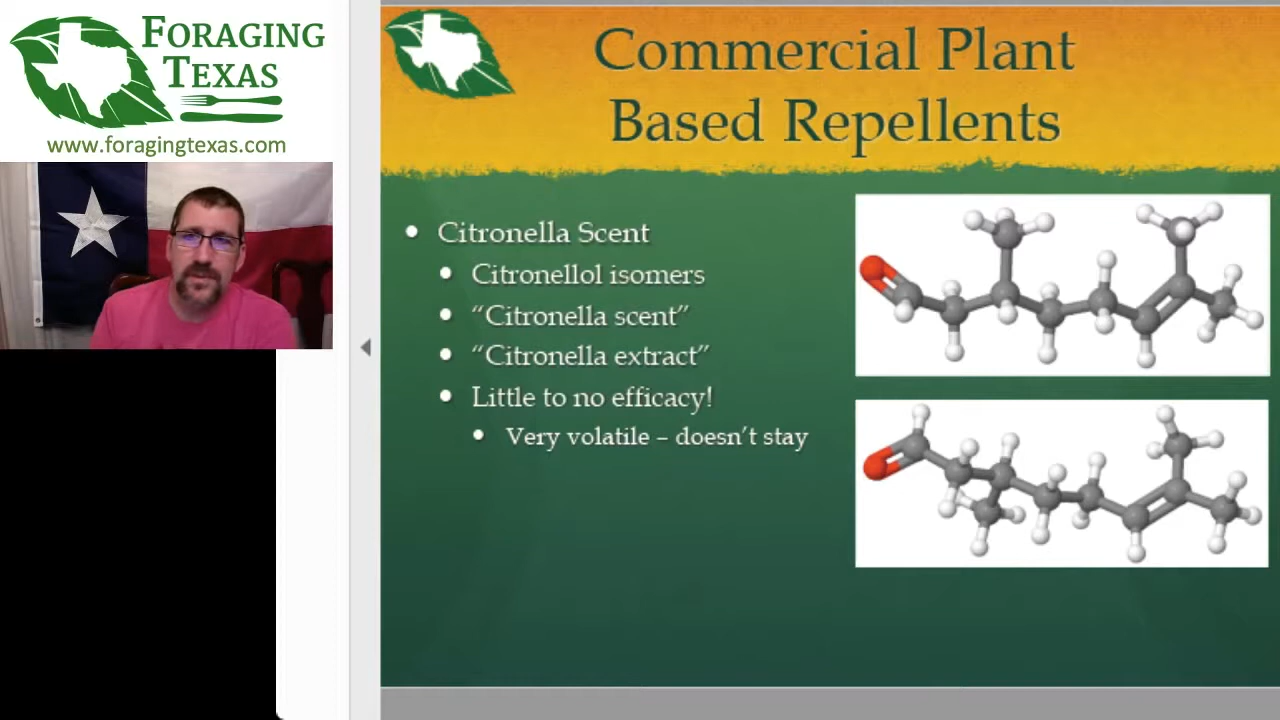 FORAGING
TEXAS
www.foragingtexas.com
Commercial Plant
Based Repellents
• Citronella Scent
• Citronellol isomers
• “Citronella scent”
• “Citronella extract”
• Little to no efficacy!
• Very volatile – doesn’t stay